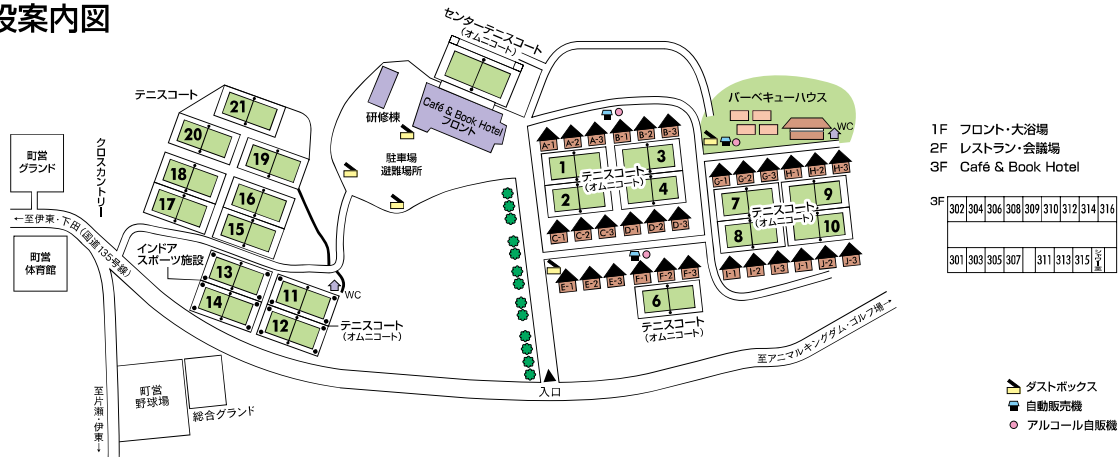 設案内図
センターテニスコート
(オムニコート)
テニスコート
21
20
19
18
17
16
15
研修棟
Café & Book Hotel
フロント
駐車場
避難場所
バーベキューハウス
WC
町営
グランド
クロスカントリー
←至伊東・下田(国道135号線)
町営
体育館
インドア
スポーツ施設
13
14
11
12
WC
テニスコート
(オムニコート)
A-1
A-2
A-3
B-1
B-2
B-3
1
3
テニスコート
(オムニコート)
2
4
C-1
C-2
C-3
D-1
D-2
D-3
G-1
G-2
G-3
H-1
H-2
H-3
7
9
テニスコート
(オムニコート)
8
10
I-1
I-2
I-3
J-1
J-2
J-3
E-1
E-2
E-3
F-1
F-2
F-3
6
テニスコート
(オムニコート)
至アニマルキングダム・ゴルフ場→
入口
町営
野球場
総合グランド
至片瀬・伊東→
1F フロント・大浴場
2F レストラン・会議場
3F Café & Book Hotel
3F
302 304 306 308 309 310 312 314 316
301 303 305 307 311 313 315
ダストボックス
自動販売機
アルコール自販機